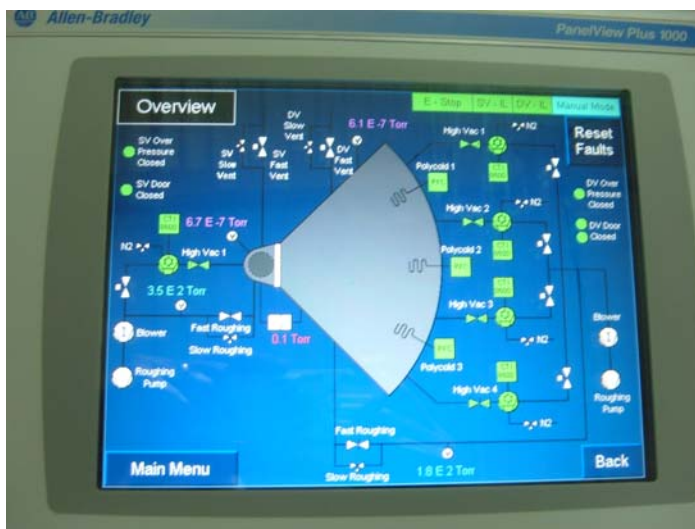 Allen-Bradley
PanelView Plus 1000
Overview
E - Stop
SV - IL
DV - IL
Manual Mode
Reset
Faults
SV Over
Pressure
Closed
SV Door
Closed
SV
Slow
Vent
SV
Fast
Vent
DV
Slow
Vent
DV
Fast
Vent
6.1 E -7 Torr
High Vac 1
N2
Polycold 1
DV Over
Pressure
Closed
DV Door
Closed
6.7 E -7 Torr
N2
High Vac 1
3.5 E 2 Torr
High Vac 2
N2
Polycold 2
High Vac 3
N2
Blower
Fast Roughing
Slow Roughing
0.1 Torr
Blower
Roughing
Pump
Polycold 3
High Vac 4
N2
Roughing
Pump
Fast Roughing
Slow Roughing
1.8 E 2 Torr
Main Menu
Back